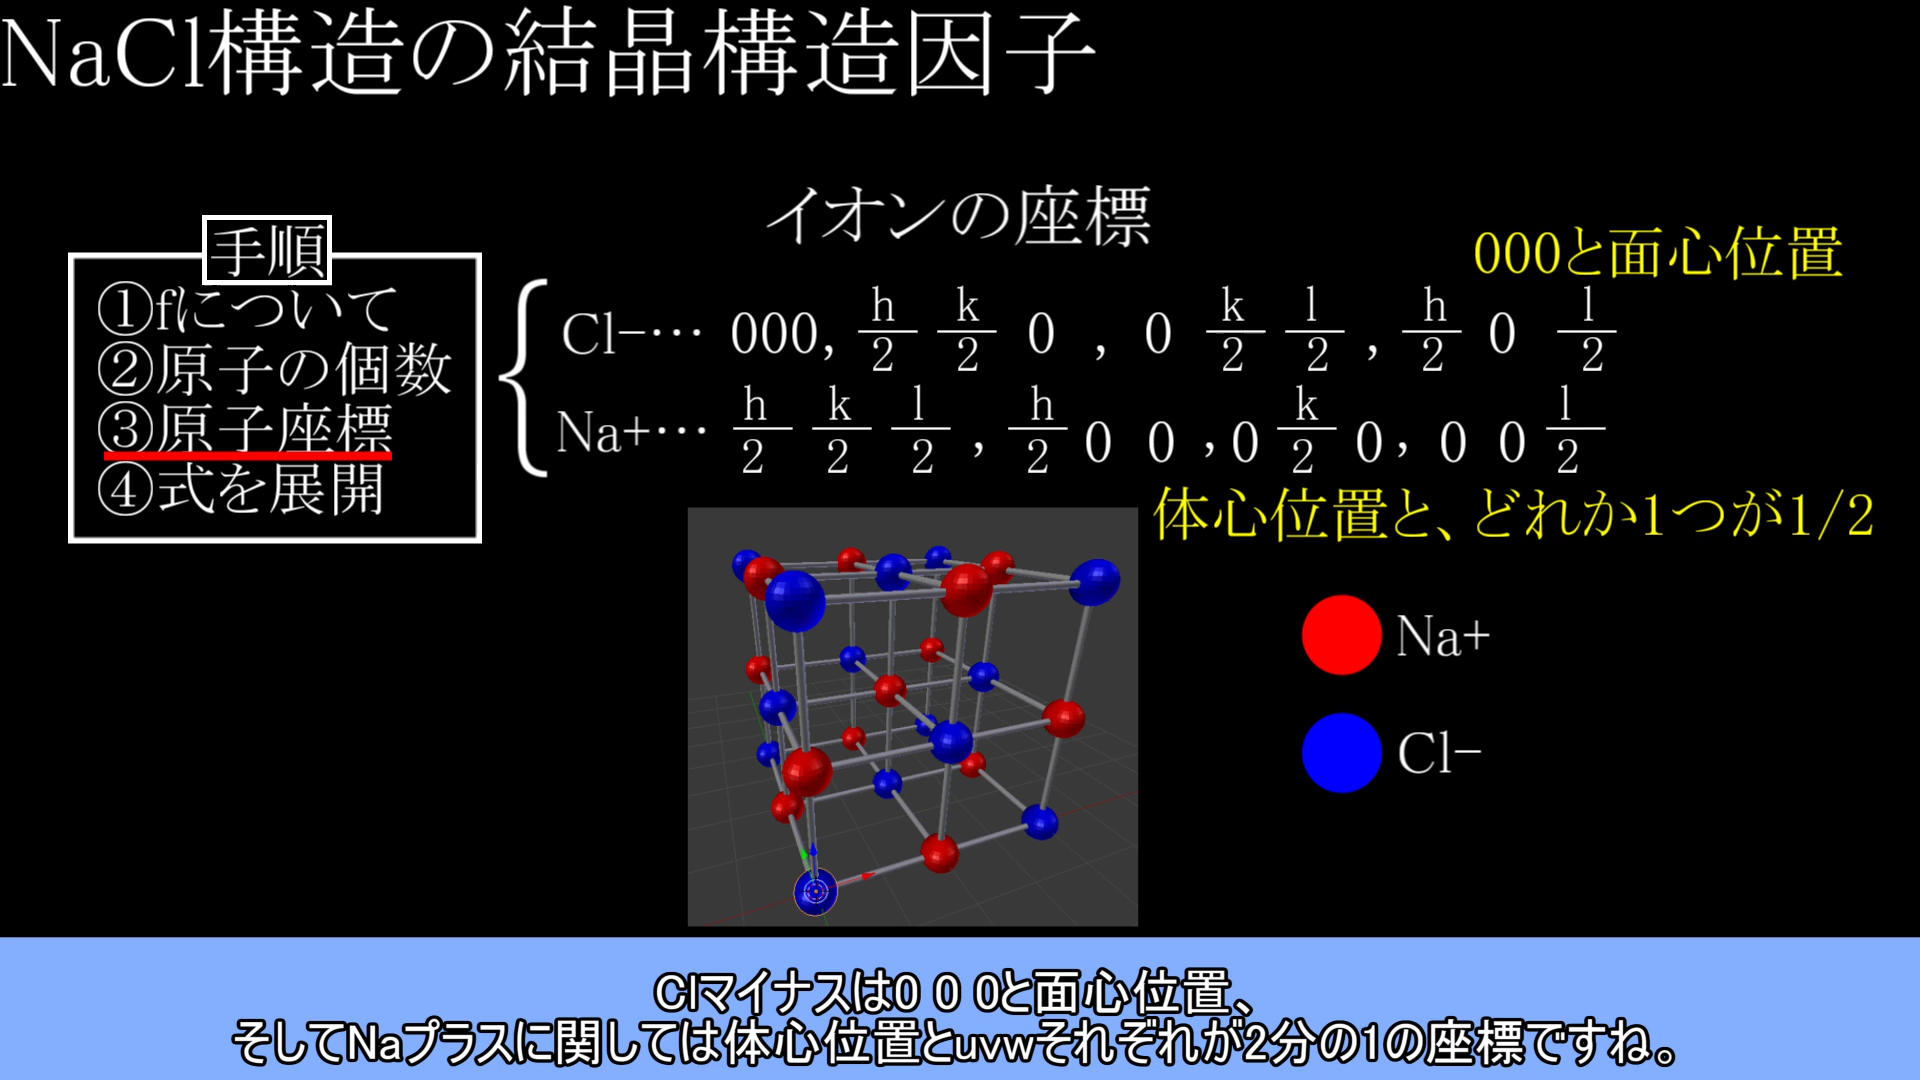 NaCl構造の結晶構造因子
イオンの座標
000と面心位置
手順
①fについて
②原子の個数
③原子座標
④式を展開
Cl-… 000, h/2 k/2 0 , 0 k/2 l/2 , h/2 0 l/2
Na+… h/2 k/2 l/2 , h/2 0 0 ,0 k/2 0, 0 0 l/2
体心位置と、どれか1つが1/2
Na+
Cl-
Clマイナスは0 0 0と面心位置、
そしてNaプラスに関しては体心位置とuvwそれぞれが2分の1の座標ですね。